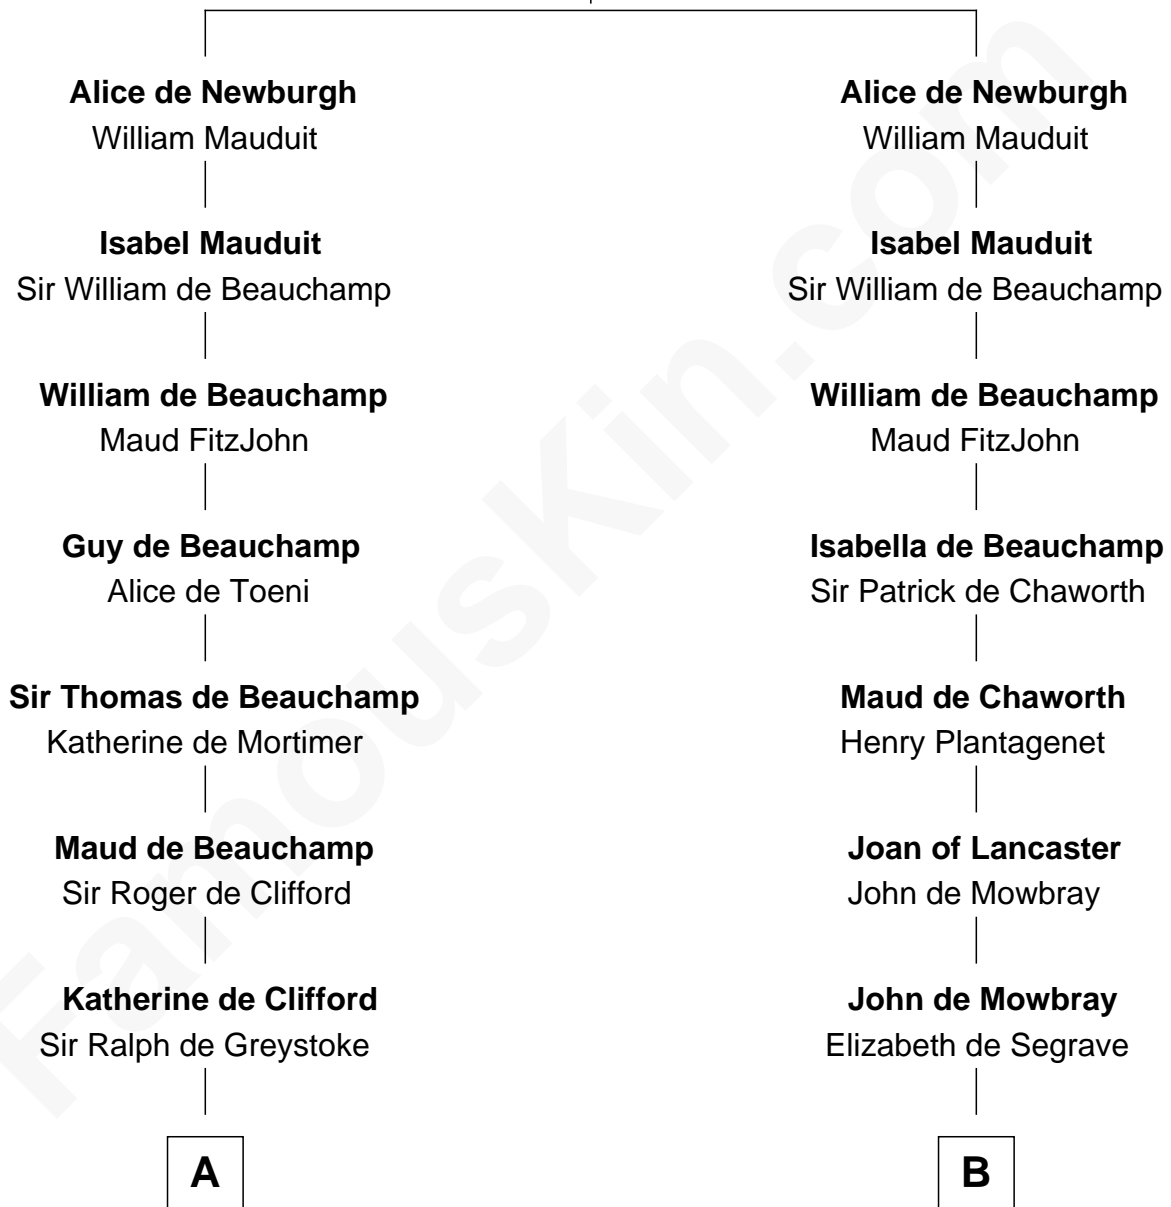 Alice de Newburgh
William Mauduit
Isabel Mauduit
Sir William de Beauchamp
William de Beauchamp
Maud FitzJohn
Guy de Beauchamp
Alice de Toeni
Sir Thomas de Beauchamp
Katherine de Mortimer
Maud de Beauchamp
Sir Roger de Clifford
Katherine de Clifford
Sir Ralph de Greystoke
A
Alice de Newburgh
William Mauduit
Isabel Mauduit
Sir William de Beauchamp
William de Beauchamp
Maud FitzJohn
Isabella de Beauchamp
Sir Patrick de Chaworth
Maud de Chaworth
Henry Plantagenet
Joan of Lancaster
John de Mowbray
John de Mowbray
Elizabeth de Segrave
B
FamousKin.com